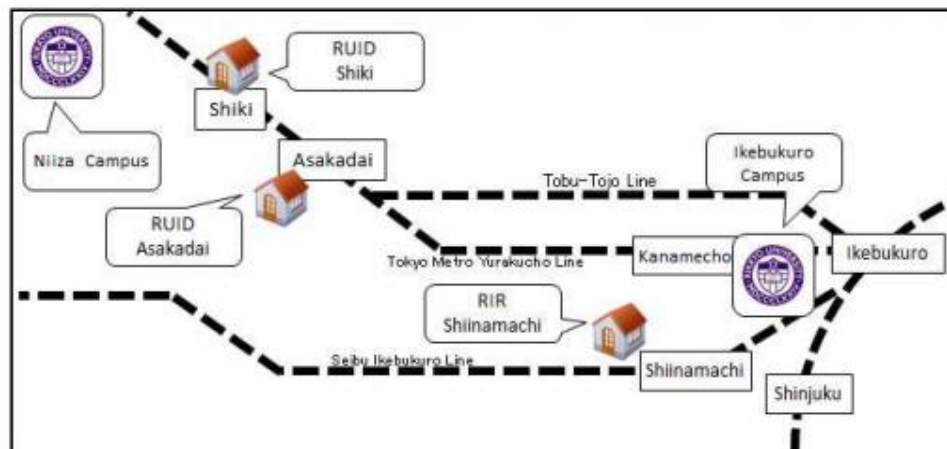 RUID
Shiki
Shiki
Niiza Campus
Asakadai
Ikebukuro
Campus
Tobu-Tojo Line
RUID
Asakadai
Tokyo Metro Yurakucho Line
Kanamecho
Ikebukuro
RIR
Shiinamachi
Seibu Ikebukuro Line
Shiinamachi
Shinjuku